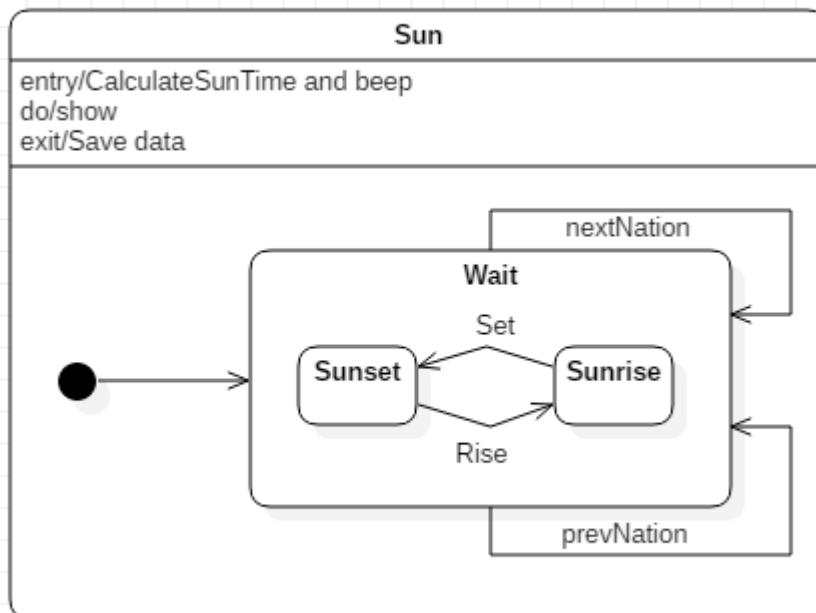 Sun
entry/CalculateSunTime and beep
do/show
exit/Save data
nextNation
Wait
Set
Sunset
Sunrise
Rise
prevNation